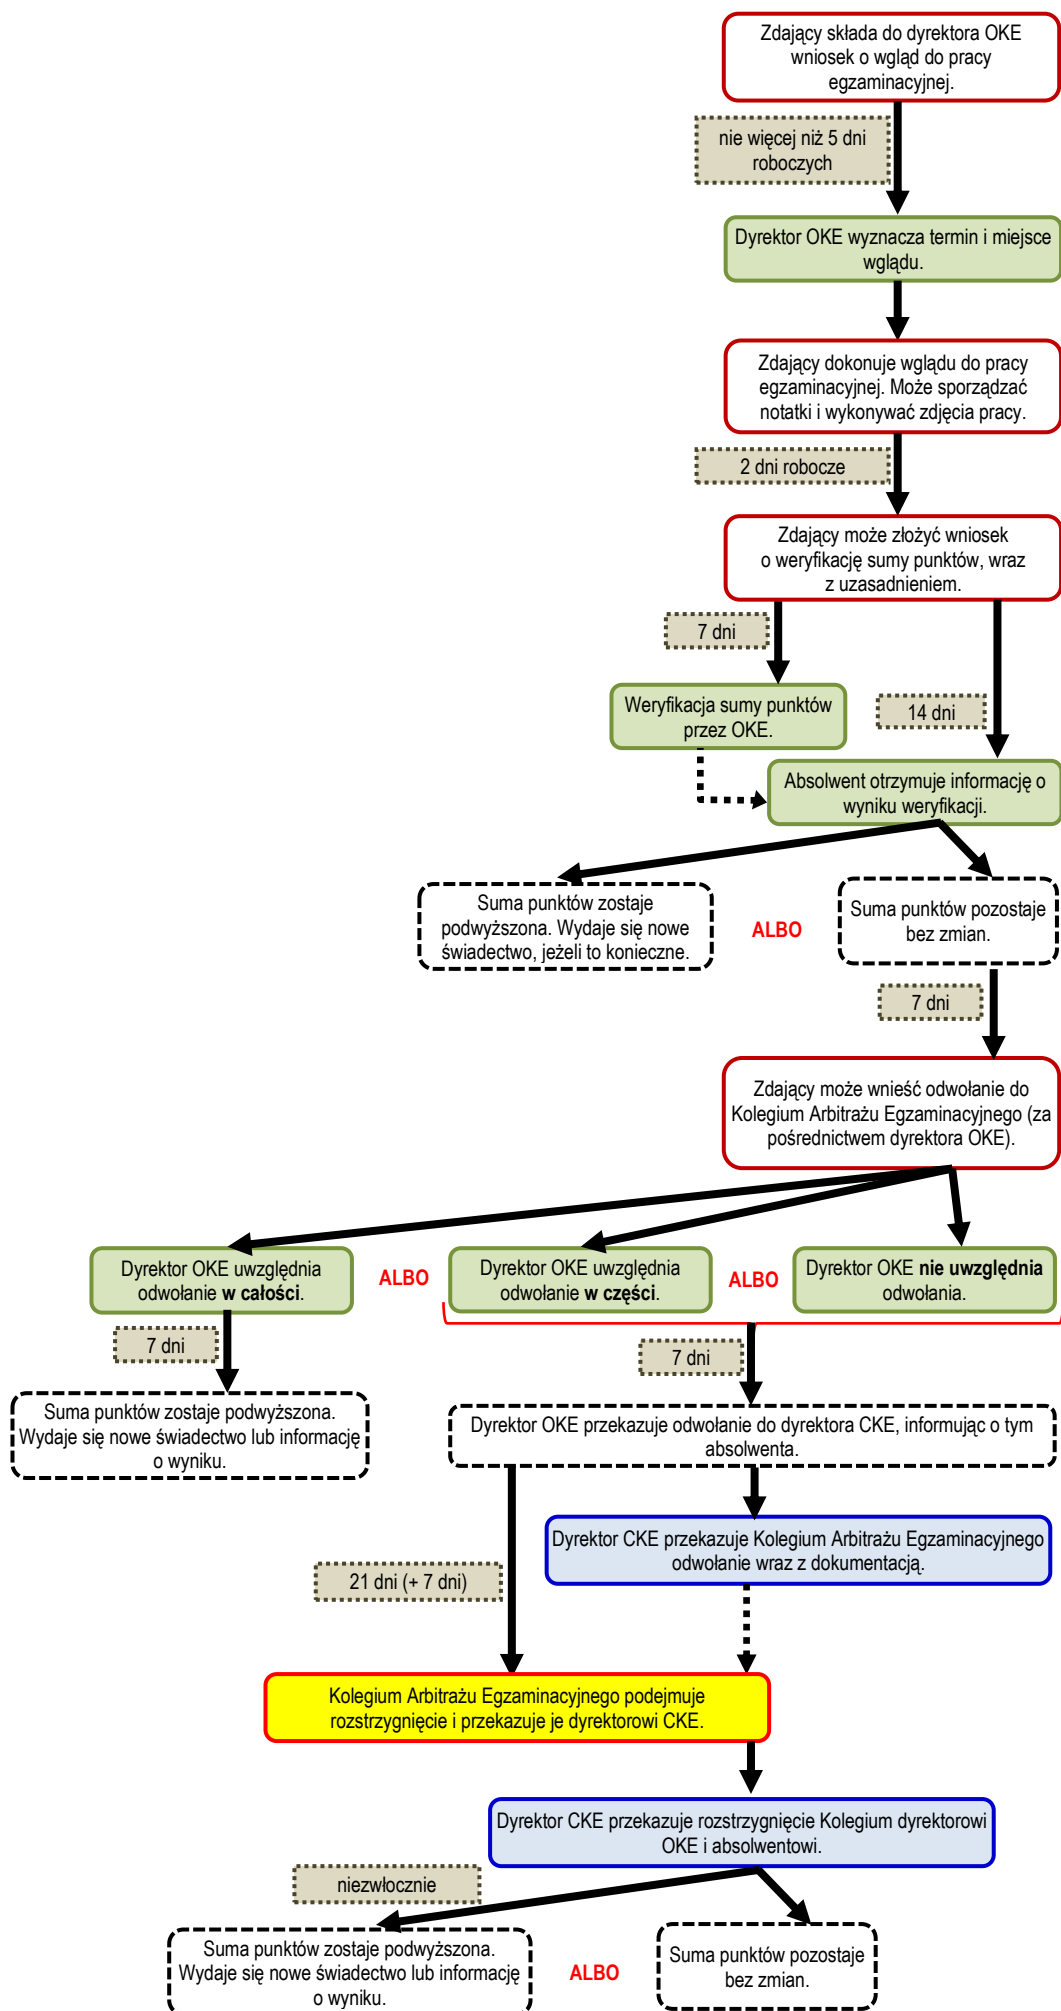 Zdający składa do dyrektora OKE
wniosek o wgląd do pracy
egzaminacyjnej.
nie więcej niż 5 dni
roboczych
Dyrektor OKE wyznacza termin i miejsce
wglądu.
Zdający dokonuje wglądu do pracy
egzaminacyjnej. Może sporządzać
notatki i wykonywać zdjęcia pracy.
2 dni robocze
Zdający może złożyć wniosek
o weryfikację sumy punktów, wraz
z uzasadnieniem.
7 dni
Weryfikacja sumy punktów
przez OKE.
14 dni
Absolwent otrzymuje informację o
wyniku weryfikacji.
Suma punktów zostaje
podwyższona. Wydaje się nowe
świadectwo, jeżeli to konieczne.
ALBO
Suma punktów pozostaje
bez zmian.
7 dni
Zdający może wnieść odwołanie do
Kolegium Arbitrażu Egzaminacyjnego (za
pośrednictwem dyrektora OKE).
Dyrektor OKE uwzględnia
odwołanie w całości.
ALBO
Dyrektor OKE uwzględnia
odwołanie w części.
ALBO
Dyrektor OKE nie uwzględnia
odwołania.
7 dni
7 dni
Suma punktów zostaje podwyższona.
Wydaje się nowe świadectwo lub informację
o wyniku.
Dyrektor OKE przekazuje odwołanie do dyrektora CKE, informując o tym
absolwenta.
Dyrektor CKE przekazuje Kolegium Arbitrażu Egzaminacyjnego
odwołanie wraz z dokumentacją.
21 dni (+ 7 dni)
Kolegium Arbitrażu Egzaminacyjnego podejmuje
rozstrzygnięcie i przekazuje je dyrektorowi CKE.
Dyrektor CKE przekazuje rozstrzygnięcie Kolegium dyrektorowi
OKE i absolwentowi.
niezwłocznie
Suma punktów zostaje podwyższona.
Wydaje się nowe świadectwo lub informację
o wyniku.
ALBO
Suma punktów pozostaje
bez zmian.